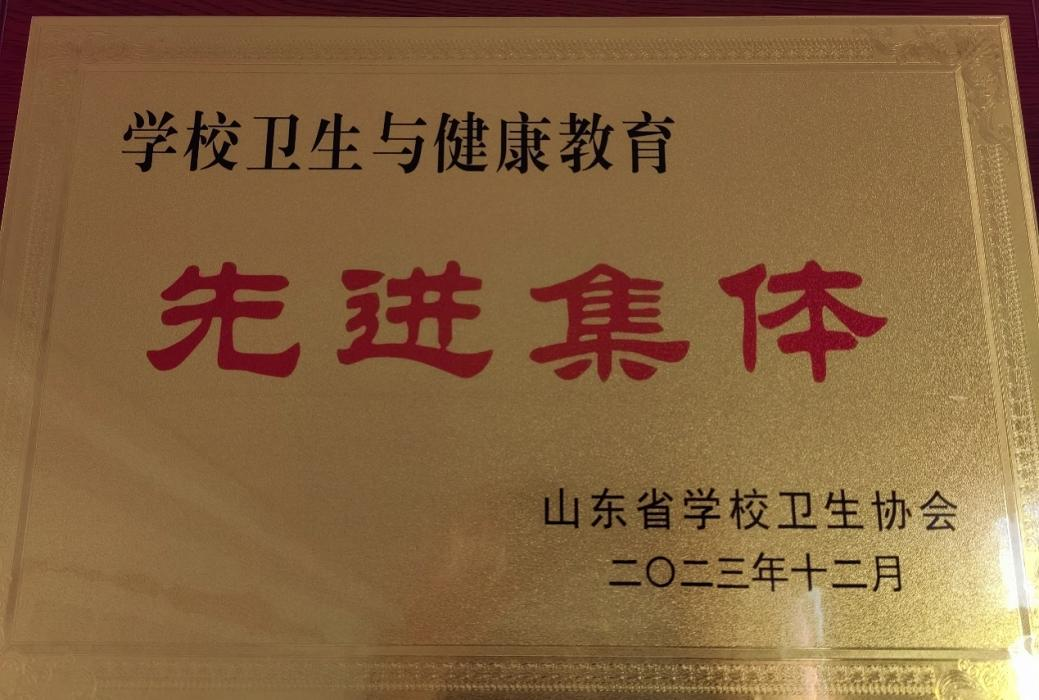 学校卫生与健康教育
先进集体
山东省学校卫生协会
二〇二三年十二月